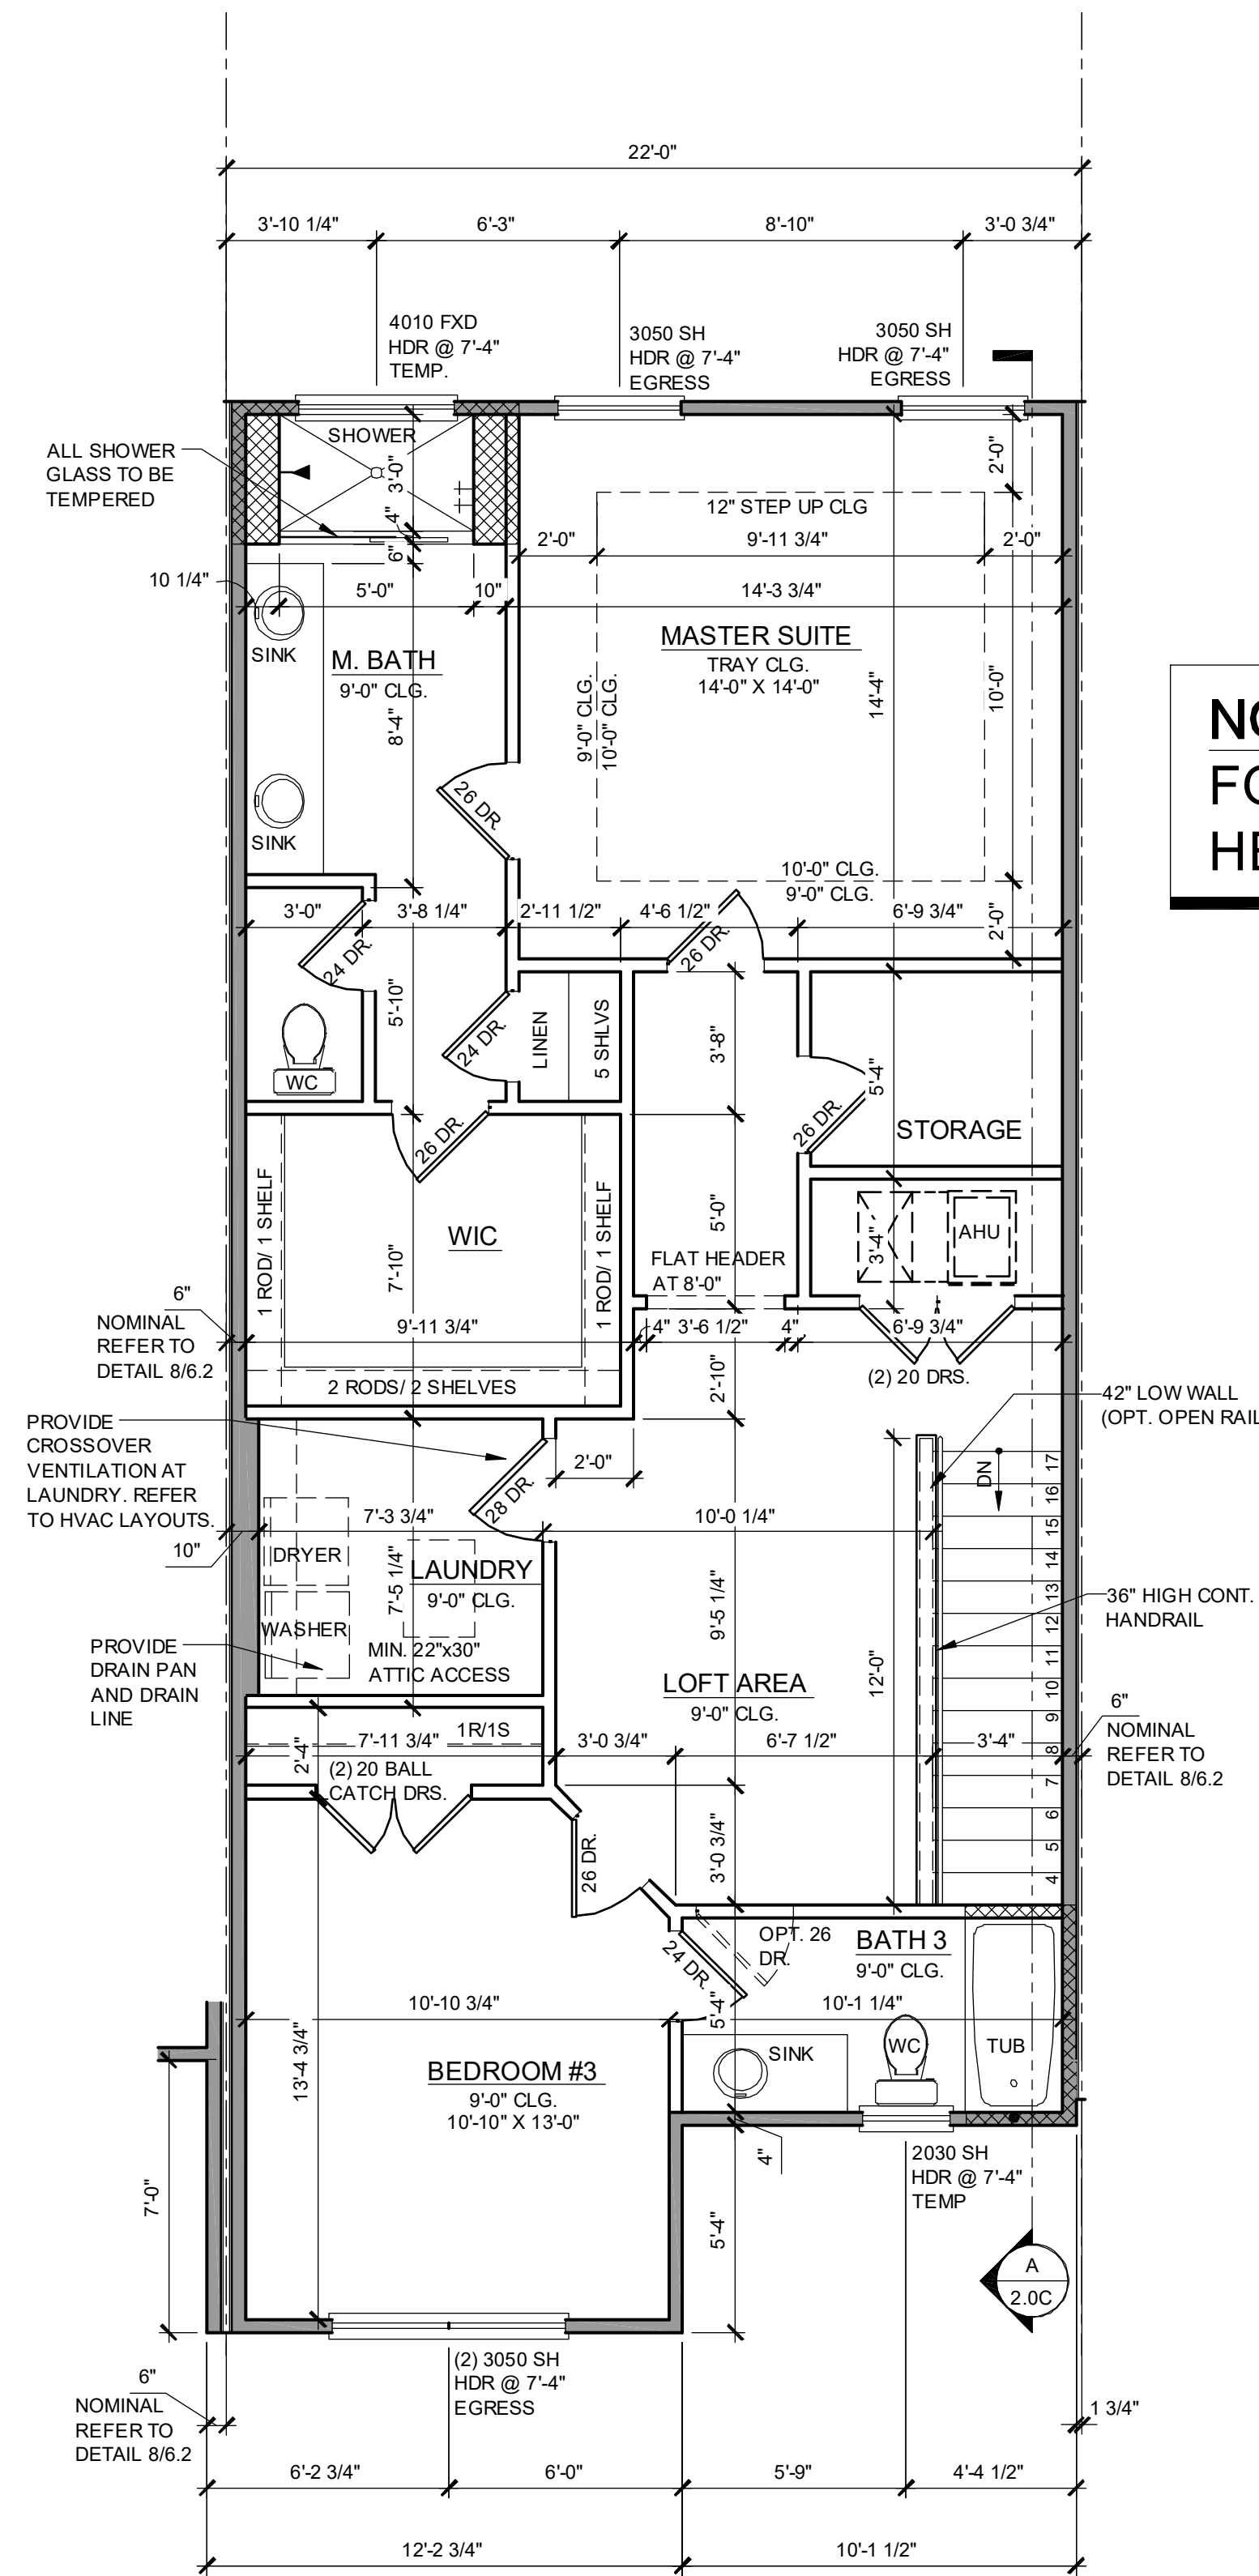 22'-0"
3'-10 1/4"
6'-3"
8'-10"
3'-0 3/4"
4010 FXD
HDR @ 7'-4"
TEMP.
3050 SH
HDR @ 7'-4"
EGRESS
3050 SH
HDR @ 7'-4"
EGRESS
ALL SHOWER
GLASS TO BE
TEMPERED
SHOWER
3'-0"
4"
6"
2'-0"
12" STEP UP CLG
2'-0"
9'-11 3/4"
2'-0"
10 1/4"
5'-0"
10"
14'-3 3/4"
SINK
M. BATH
9'-0" CLG.
8'-4"
MASTER SUITE
TRAY CLG.
14'-0" X 14'-0"
9'-0" CLG.
10'-0" CLG.
14'-4"
10'-0"
26 DR.
SINK
10'-0" CLG.
9'-0" CLG.
3'-0"
3'-8 1/4"
2'-11 1/2"
4'-6 1/2"
6'-9 3/4"
2'-0"
24 DR.
26 DR.
5'-10"
24 DR.
LINEN
5 SHLVS
3'-8"
5'-4"
WC
26 DR.
26 DR.
STORAGE
1 ROD/ 1 SHELF
WIC
1 ROD/ 1 SHELF
7'-10"
5'-0"
3'-4"
AHU
FLAT HEADER
AT 8'-0"
6"
NOMINAL
REFER TO
DETAIL 8/6.2
9'-11 3/4"
4"
3'-6 1/2"
4"
6'-9 3/4"
2 RODS/ 2 SHELVES
2'-10"
(2) 20 DRS.
42" LOW WALL
(OPT. OPEN RAIL
PROVIDE
CROSSOVER
VENTILATION AT
LAUNDRY. REFER
TO HVAC LAYOUTS.
28 DR.
2'-0"
DN
17
16
15
14
13
12
11
10
9
8
7
6
5
4
10"
7'-3 3/4"
10'-0 1/4"
DRYER
LAUNDRY
9'-0" CLG.
7'-5 1/4"
9'-5 1/4"
WASHER
MIN. 22"x30"
ATTIC ACCESS
36" HIGH CONT.
HANDRAIL
PROVIDE
DRAIN PAN
AND DRAIN
LINE
LOFT AREA
9'-0" CLG.
12'-0"
6"
NOMINAL
REFER TO
DETAIL 8/6.2
2'-4"
7'-11 3/4"
1R/1S
3'-0 3/4"
6'-7 1/2"
3'-4"
(2) 20 BALL
CATCH DRS.
26 DR.
3'-0 3/4"
OPT. 26
DR.
24 DR.
BATH 3
9'-0" CLG.
10'-10 3/4"
5'-4"
10'-1 1/4"
13'-4 3/4"
SINK
WC
TUB
BEDROOM #3
9'-0" CLG.
10'-10" X 13'-0"
4"
2030 SH
HDR @ 7'-4"
TEMP
7'-0"
5'-4"
A
2.0C
(2) 3050 SH
HDR @ 7'-4"
EGRESS
6"
NOMINAL
REFER TO
DETAIL 8/6.2
1 3/4"
6'-2 3/4"
6'-0"
5'-9"
4'-4 1/2"
12'-2 3/4"
10'-1 1/2"